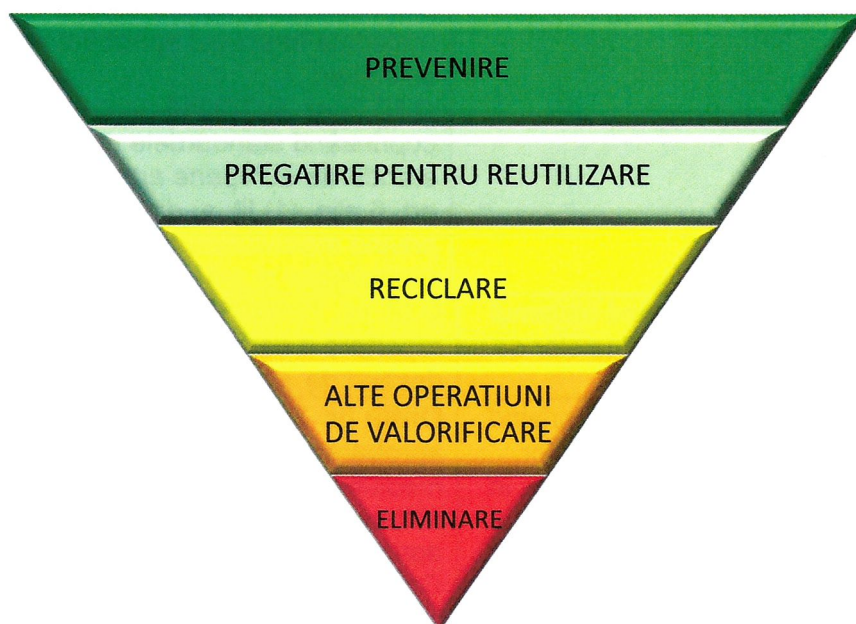 PREVENIRE
PREGATIRE PENTRU REUTILIZARE
RECICLARE
ALTE OPERATIUNI
DE VALORIFICARE
ELIMINARE